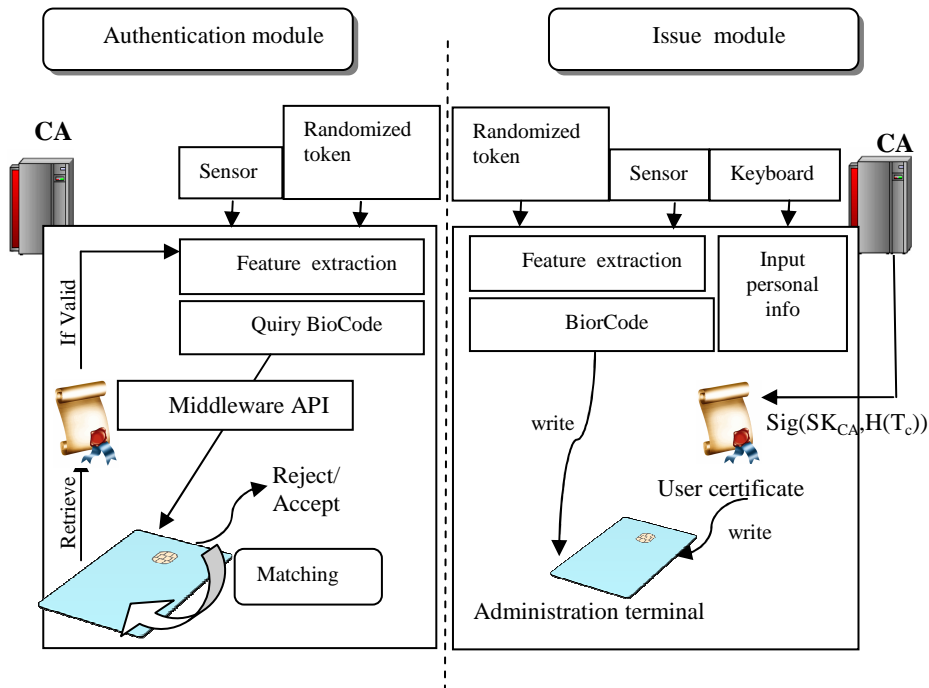 Authentication module
Issue module
CA
Sensor
Randomized
token
Feature extraction
Quiry BioCode
If Valid
Middleware API
Retrieve
Reject/
Accept
Matching
Randomized
token
Sensor
Keyboard
CA
Feature extraction
BiorCode
Input
personal
info
write
Sig(SK_CA,H(T_c))
User certificate
write
Administration terminal